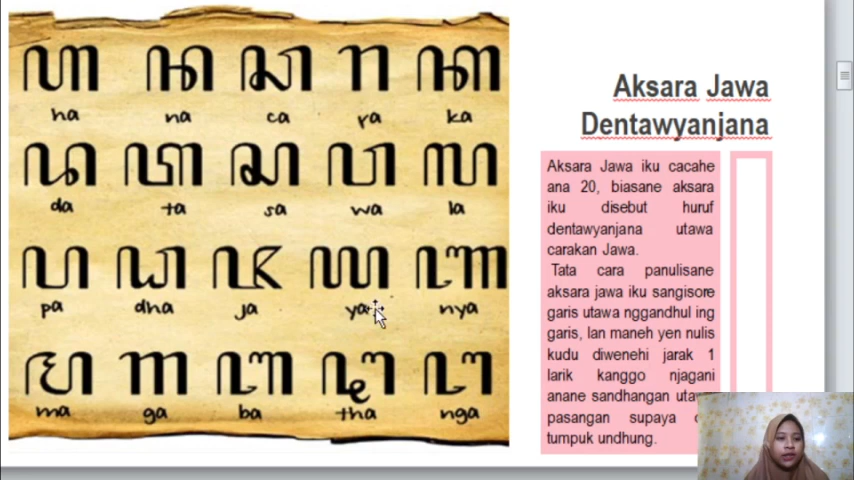 ꦲ ꦤ ꦕ ꦫ ꦏ
ha na ca ra ka
ꦢ ꦠ ꦱ ꦮ ꦭ
da ta sa wa la
ꦥ ꦝ ꦗ ꦪ ꦚ
pa dha ja ya nya
ꦩ ꦒ ꦧ ꦛ ꦔ
ma ga ba tha nga
Aksara Jawa
Dentawyanjana
Aksara Jawa iku cacahe
ana 20, biasane aksara
iku disebut huruf
dentawyanjana utawa
carakan Jawa.
Tata cara panulisane
aksara jawa iku sangisore
garis utawa nggandhul ing
garis, lan maneh yen nulis
kudu diwenehi jarak 1
larik kanggo njagani
anane sandhangan
pasangan supaya
tumpuk undhung.